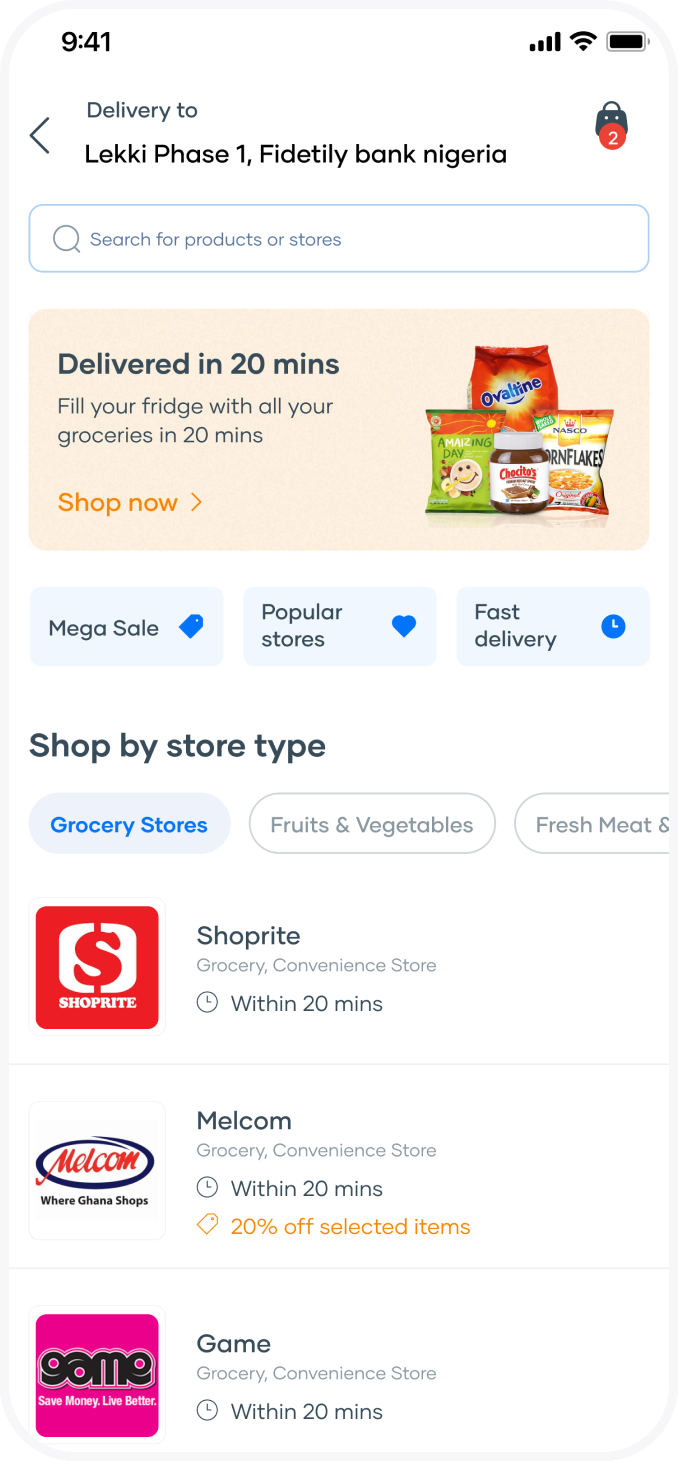 9:41
Delivery to
Lekki Phase 1, Fidetily bank nigeria
2
Search for products or stores
Delivered in 20 mins
Fill your fridge with all your
groceries in 20 mins
Shop now
Ovaltine
AMAIZING
DAY
NASCO
ORNFLAKES
Chocito's
Original
Mega Sale
Popular
stores
Fast
delivery
Shop by store type
Grocery Stores
Fruits & Vegetables
Fresh Meat &
SHOPRITE
Shoprite
Grocery, Convenience Store
Within 20 mins
Melcom
Where Ghana Shops
Melcom
Grocery, Convenience Store
Within 20 mins
20% off selected items
game
Save Money. Live Better.
Game
Grocery, Convenience Store
Within 20 mins